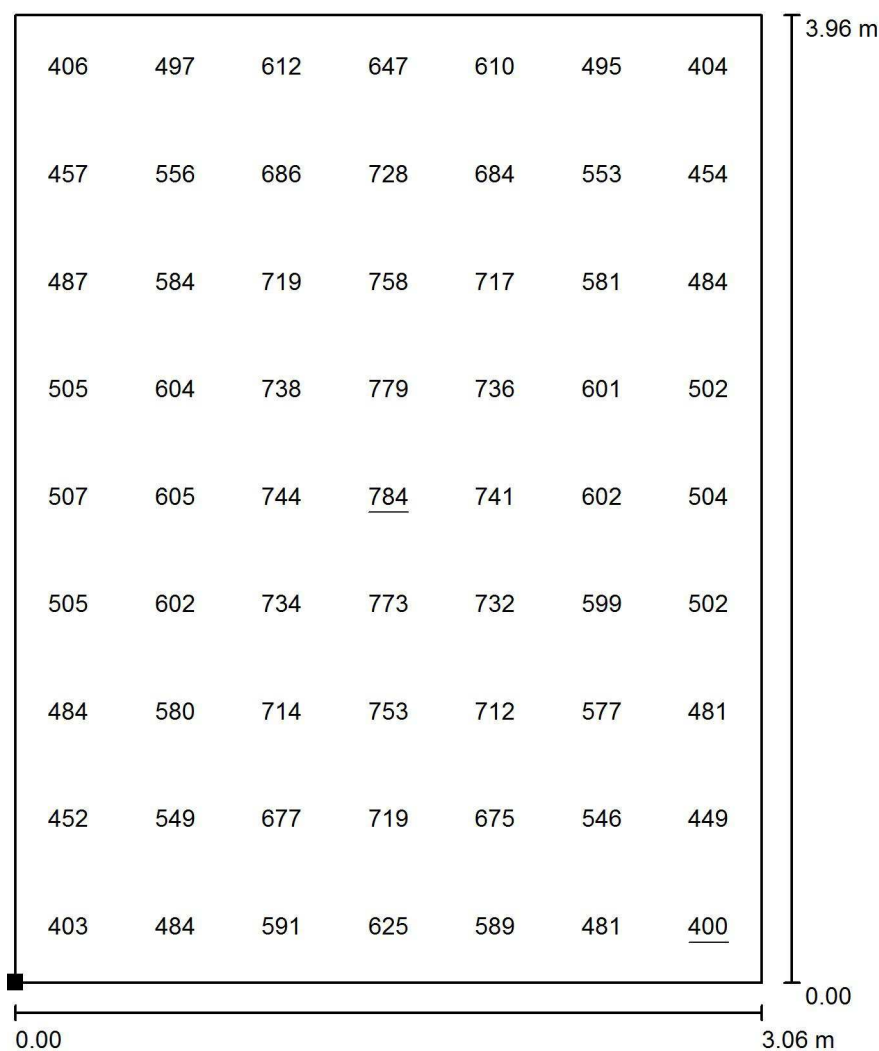 3.96 m
406 497 612 647 610 495 404
457 556 686 728 684 553 454
487 584 719 758 717 581 484
505 604 738 779 736 601 502
507 605 744 784 741 602 504
505 602 734 773 732 599 502
484 580 714 753 712 577 481
452 549 677 719 675 546 449
403 484 591 625 589 481 400
0.00
0.00 3.06 m